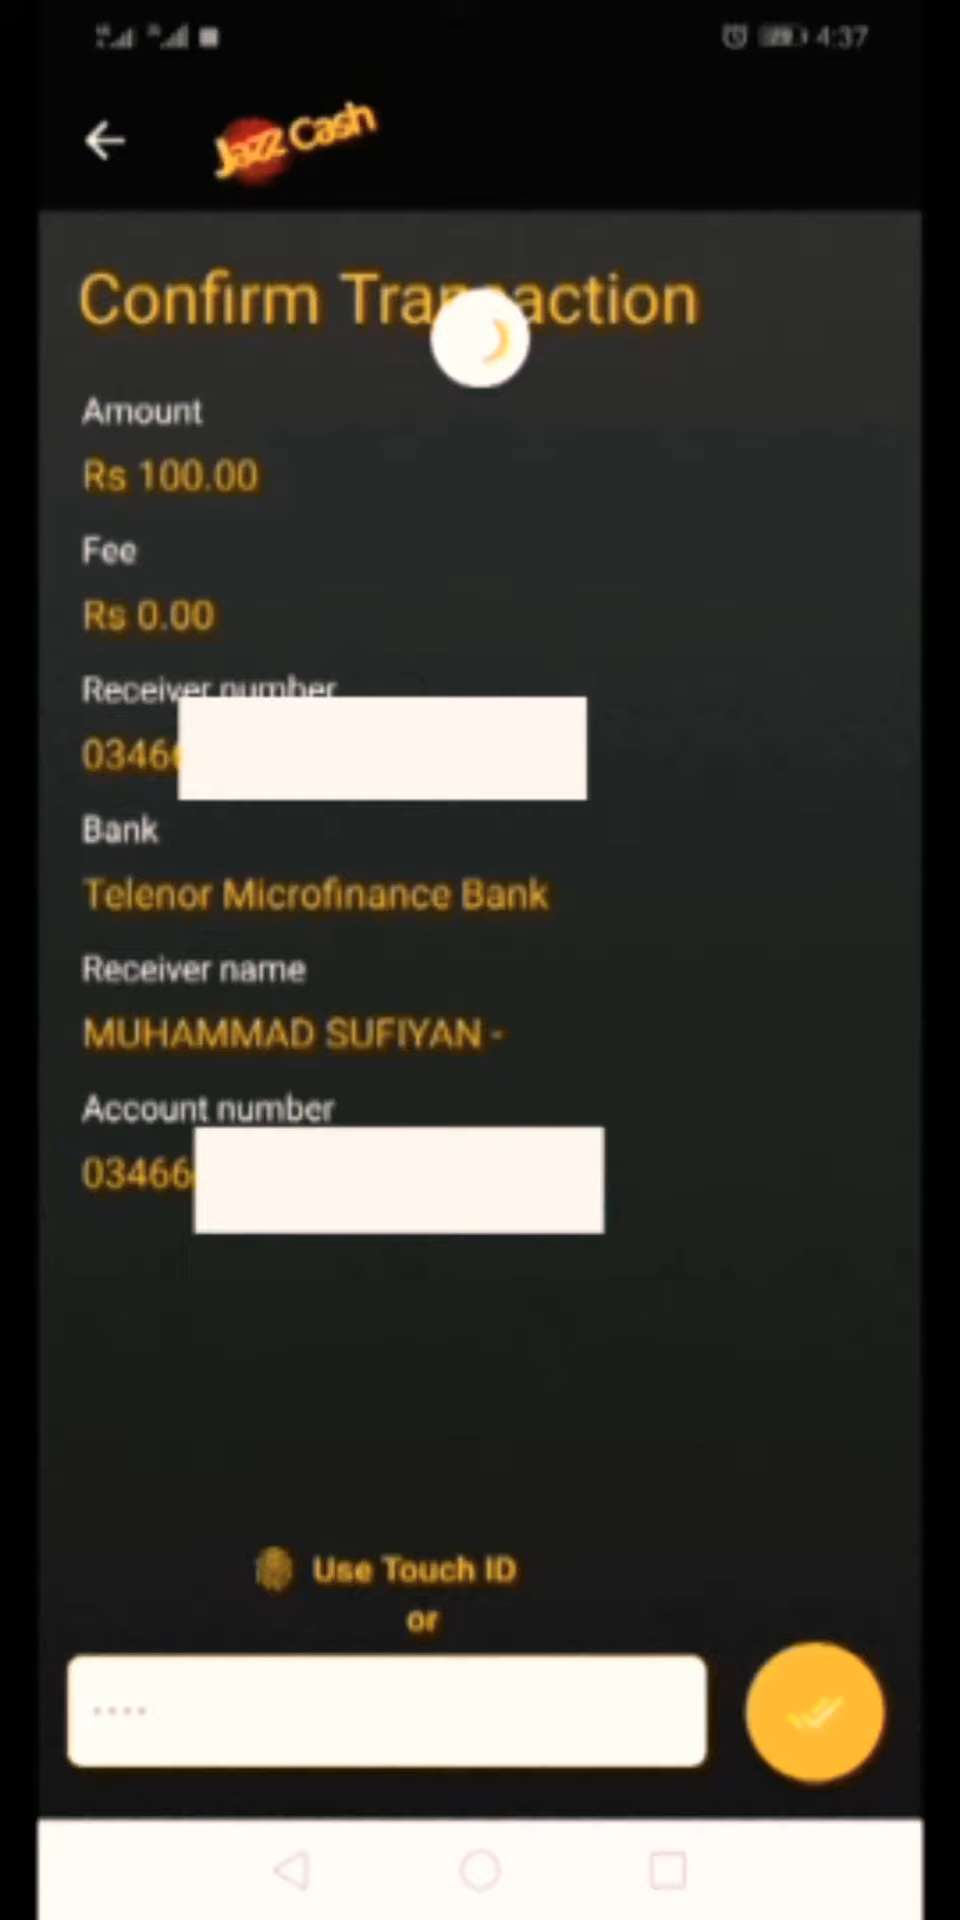 4:37
Jazz Cash
Confirm Transaction
Amount
Rs 100.00
Fee
Rs 0.00
Receiver number
0346
Bank
Telenor Microfinance Bank
Receiver name
MUHAMMAD SUFIYAN -
Account number
03466
Use Touch ID
or